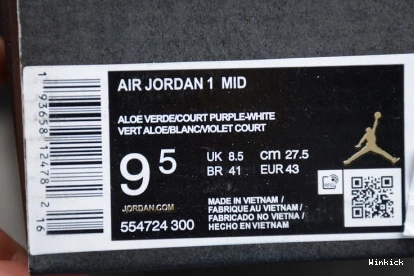 AIR JORDAN 1 MID
ALOE VERDE/COURT PURPLE-WHITE
VERT ALOE/BLANC/VIOLET COURT
9 5
UK 8.5 cm 27.5
BR 41 EUR 43
JORDAN.COM
554724 300
MADE IN VIETNAM /
FABRIQUE AU VIETNAM /
FABRICADO NO VIETNA /
HECHO EN VIETNAM
1 93658 12478 2 16
Winkick